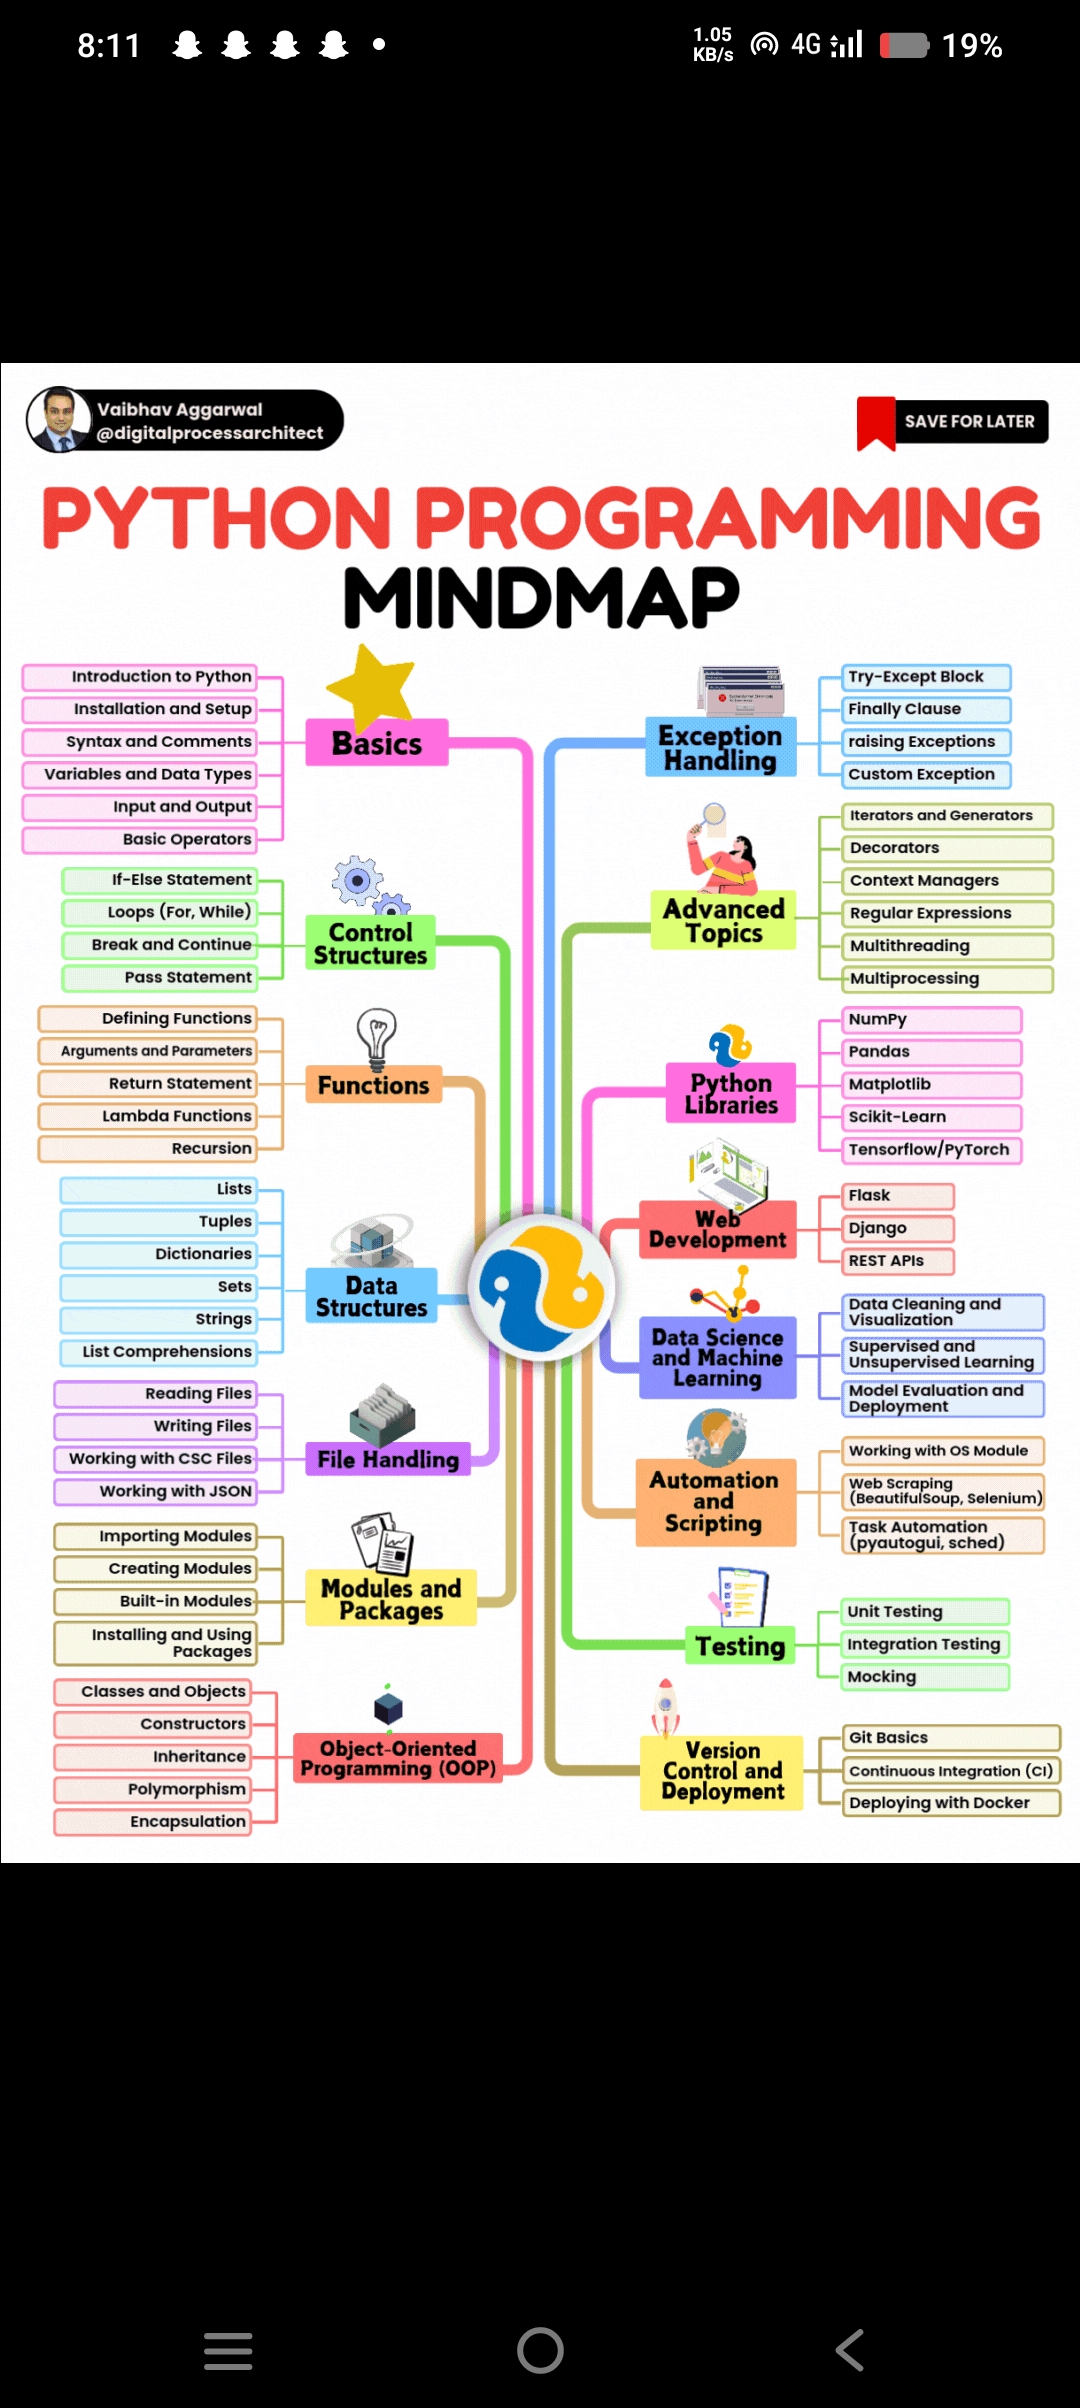 8:11
1.05
KB/s
4G
19%
Vaibhav Aggarwal
@digitalprocessarchitect
SAVE FOR LATER
PYTHON PROGRAMMING
MINDMAP
Introduction to Python
Installation and Setup
Syntax and Comments
Variables and Data Types
Input and Output
Basic Operators
Basics
If-Else Statement
Loops (For, While)
Break and Continue
Pass Statement
Control
Structures
Defining Functions
Arguments and Parameters
Return Statement
Lambda Functions
Recursion
Functions
Lists
Tuples
Dictionaries
Sets
Strings
List Comprehensions
Data
Structures
Reading Files
Writing Files
Working with CSC Files
Working with JSON
File Handling
Importing Modules
Creating Modules
Built-in Modules
Installing and Using
Packages
Modules and
Packages
Classes and Objects
Constructors
Inheritance
Polymorphism
Encapsulation
Object-Oriented
Programming (OOP)
Exception
Handling
Try-Except Block
Finally Clause
raising Exceptions
Custom Exception
Advanced
Topics
Iterators and Generators
Decorators
Context Managers
Regular Expressions
Multithreading
Multiprocessing
Python
Libraries
NumPy
Pandas
Matplotlib
Scikit-Learn
Tensorflow/PyTorch
Web
Development
Flask
Django
REST APIs
Data Science
and Machine
Learning
Data Cleaning and
Visualization
Supervised and
Unsupervised Learning
Model Evaluation and
Deployment
Automation
and
Scripting
Working with OS Module
Web Scraping
(BeautifulSoup, Selenium)
Task Automation
(pyautogui, sched)
Testing
Unit Testing
Integration Testing
Mocking
Version
Control and
Deployment
Git Basics
Continuous Integration (CI)
Deploying with Docker